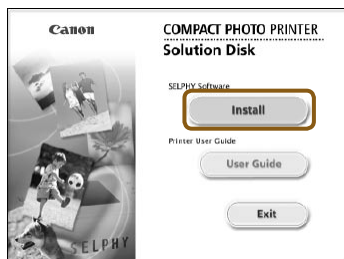 Canon
COMPACT PHOTO PRINTER
Solution Disk
SELPHY Software
Install
Printer User Guide
User Guide
Exit
SELPHY